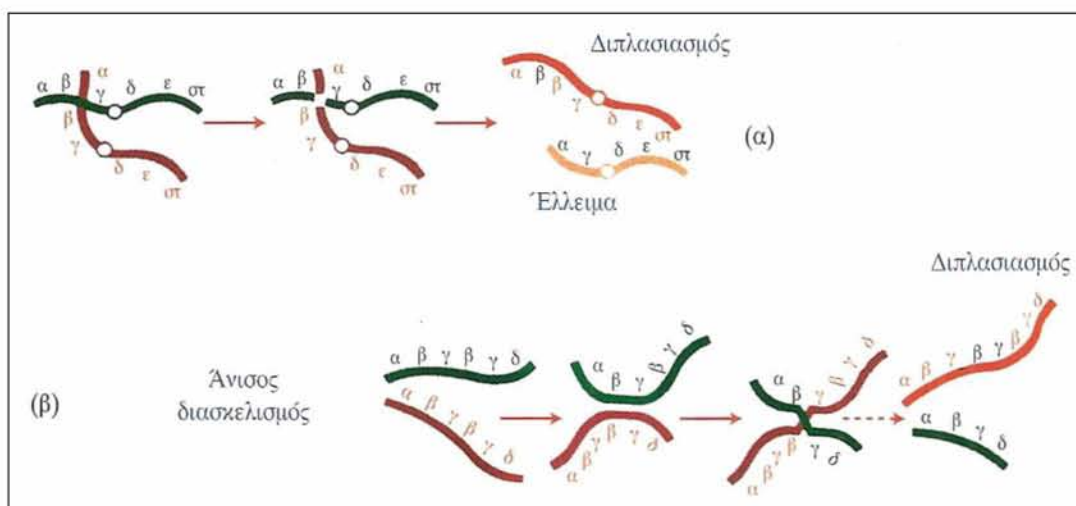 Διπλασιασμός
α β α γ δ ε στ
β γ δ ε στ
α β α γ δ ε στ
β γ δ ε στ
α β β γ δ ε στ
(α)
α γ δ ε στ
Έλλειμα
Διπλασιασμός
(β)
Άνισος
διασκελισμός
α β γ β γ δ
α β γ β γ δ
α β γ β γ δ
α β γ β γ δ
α β γ β γ δ
α β γ β γ δ
α β γ β γ β γ δ
α β γ δ